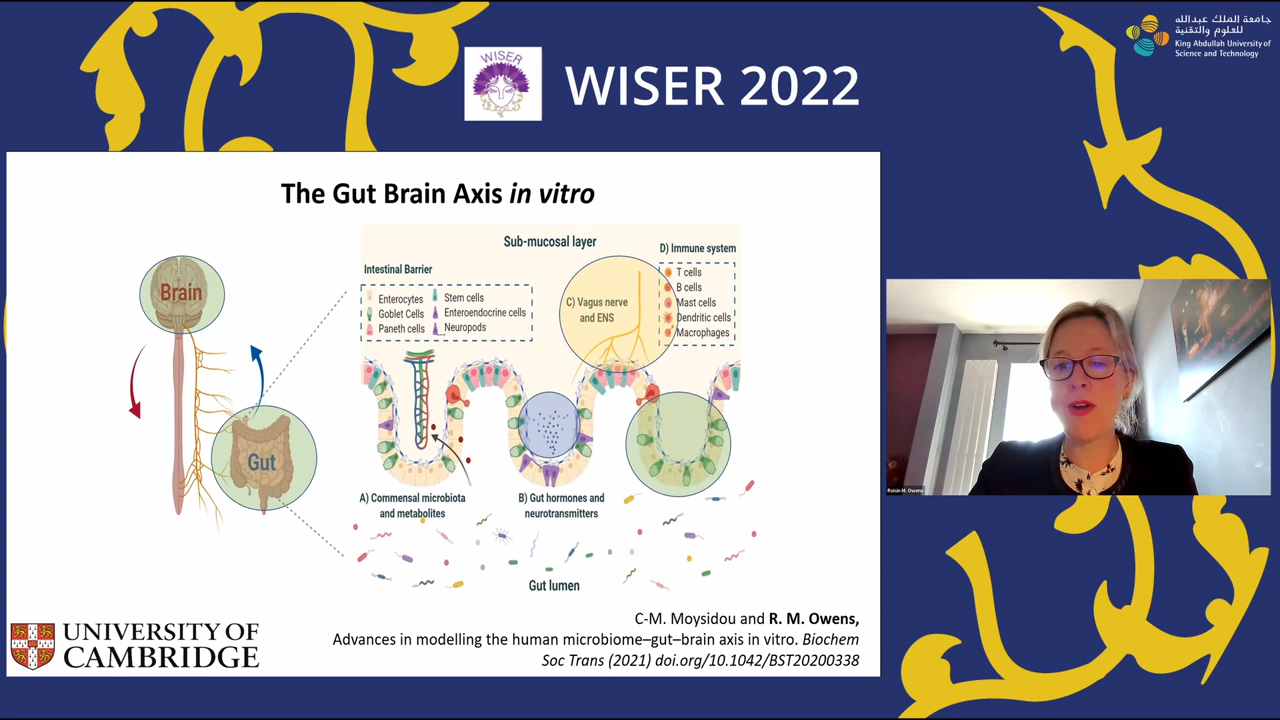 جامعة الملك عبدالله
للعلوم والتقنية
King Abdullah University of
Science and Technology
WISER
WISER 2022
The Gut Brain Axis in vitro
Sub-mucosal layer
D) Immune system
T cells
B cells
Mast cells
Dendritic cells
Macrophages
Intestinal Barrier
Enterocytes
Goblet Cells
Paneth cells
Stem cells
Enteroendocrine cells
Neuropods
C) Vagus nerve
and ENS
Brain
Gut
A) Commensal microbiota
and metabolites
B) Gut hormones and
neurotransmitters
Gut lumen
UNIVERSITY OF
CAMBRIDGE
C-M. Moysidou and R. M. Owens,
Advances in modelling the human microbiome–gut–brain axis in vitro. Biochem
Soc Trans (2021) doi.org/10.1042/BST20200338
Roisin M. Owens